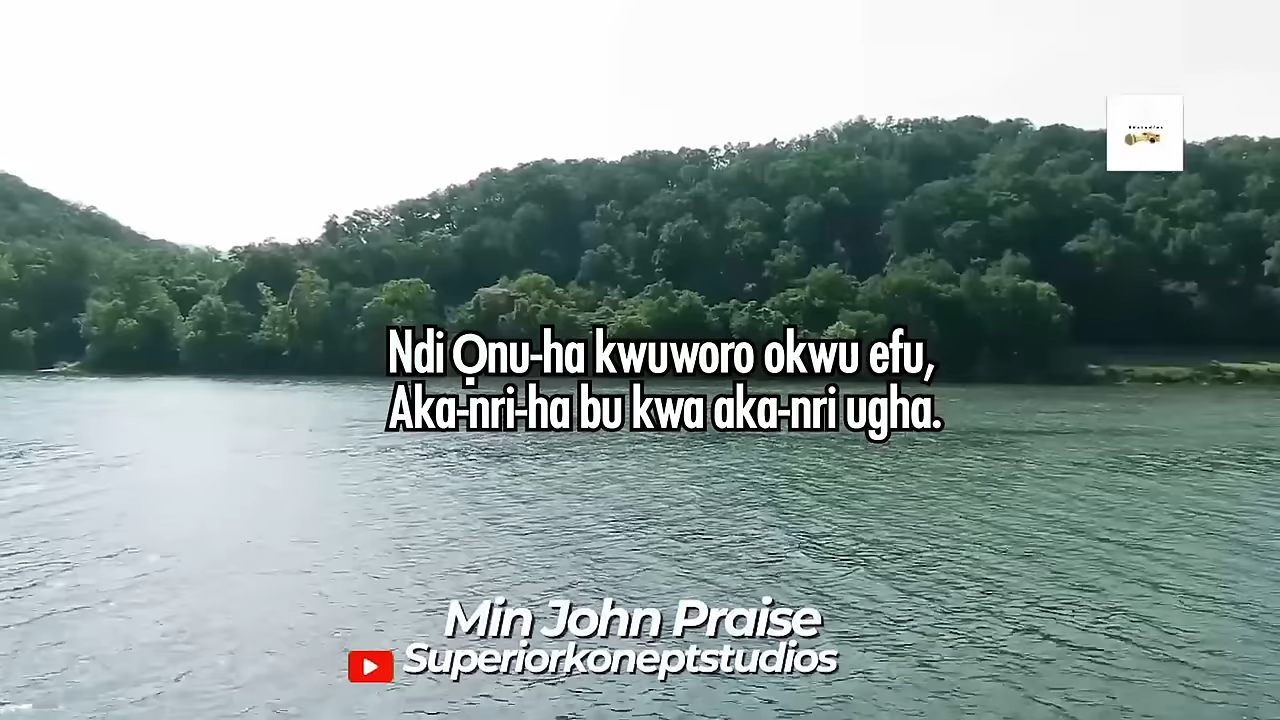 Ndi Ọnu-ha kwuworo okwu efu,
Aka-nri-ha bu kwa aka-nri ugha.
Min John Praise
Superiorkoneptstudios